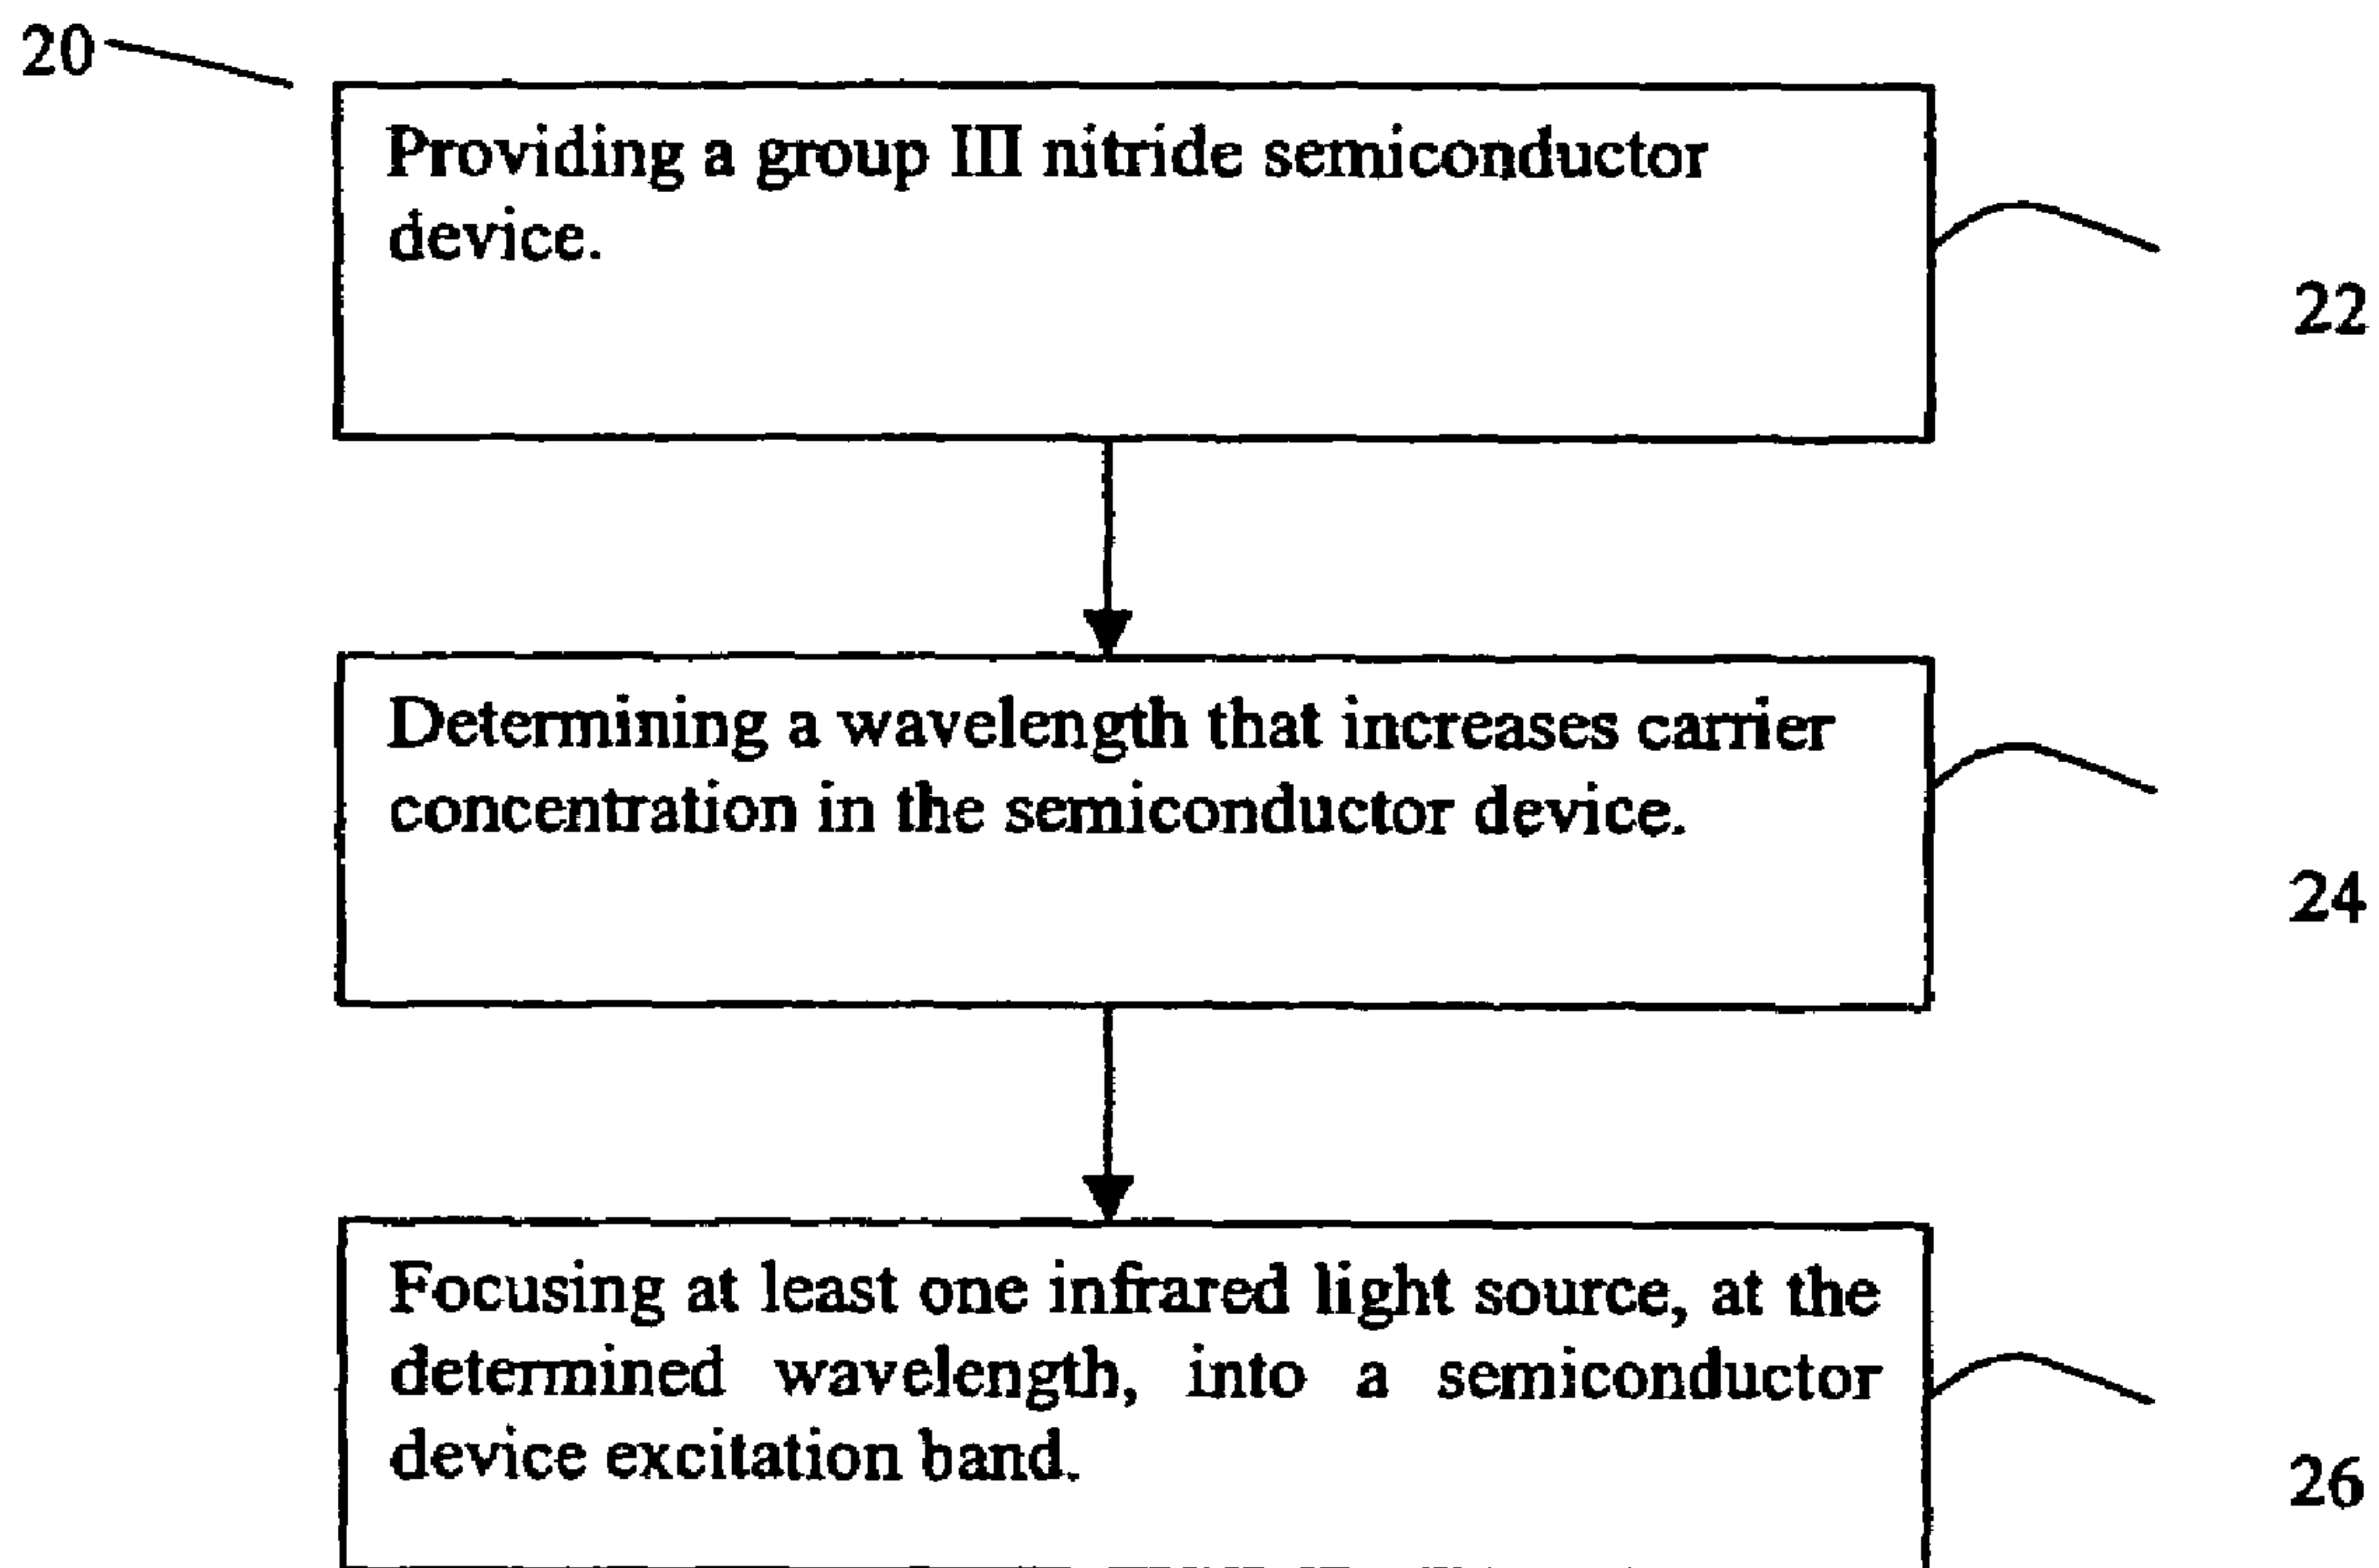 20
Providing a group III nitride semiconductor
device.
22
Determining a wavelength that increases carrier
concentration in the semiconductor device.
24
Focusing at least one infrared light source, at the
determined wavelength, into a semiconductor
device excitation band.
26